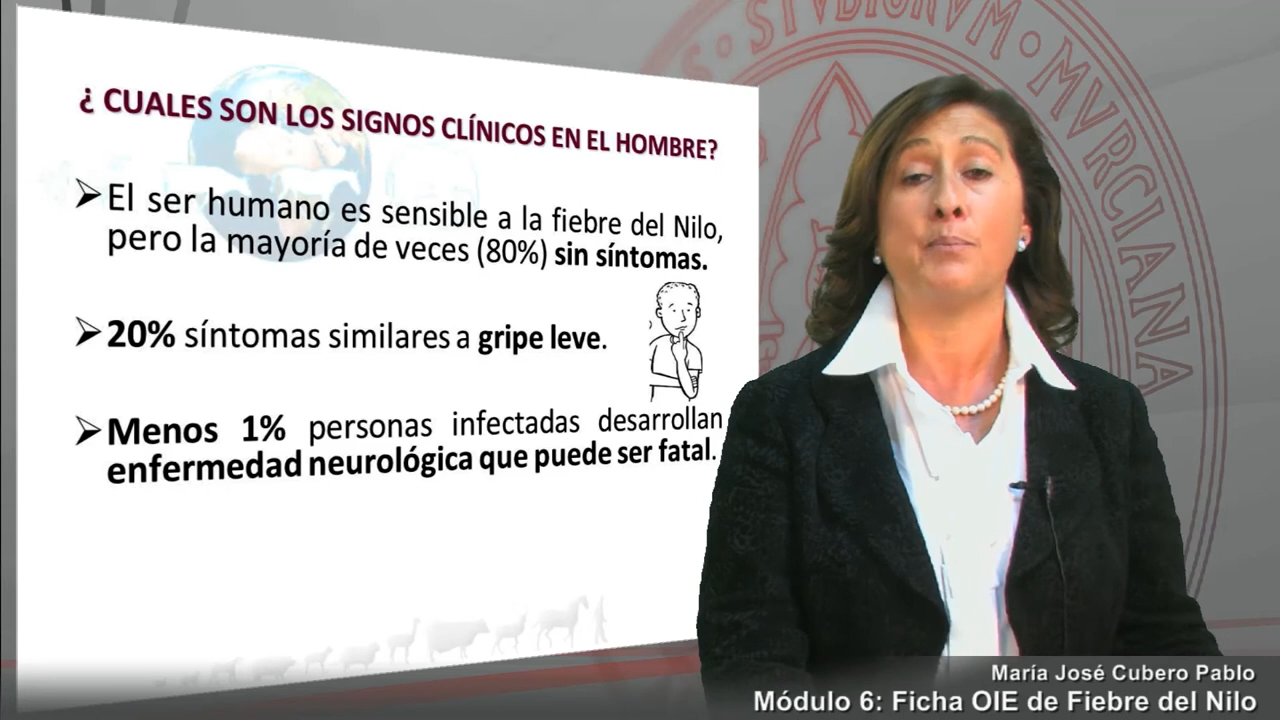 STVDIORVM MVRCIANA
¿ CUALES SON LOS SIGNOS CLÍNICOS EN EL HOMBRE?
El ser humano es sensible a la fiebre del Nilo,
pero la mayoría de veces (80%) sin síntomas.
20% síntomas similares a gripe leve.
Menos 1% personas infectadas desarrollan
enfermedad neurológica que puede ser fatal.
María José Cubero Pablo
Módulo 6: Ficha OIE de Fiebre del Nilo